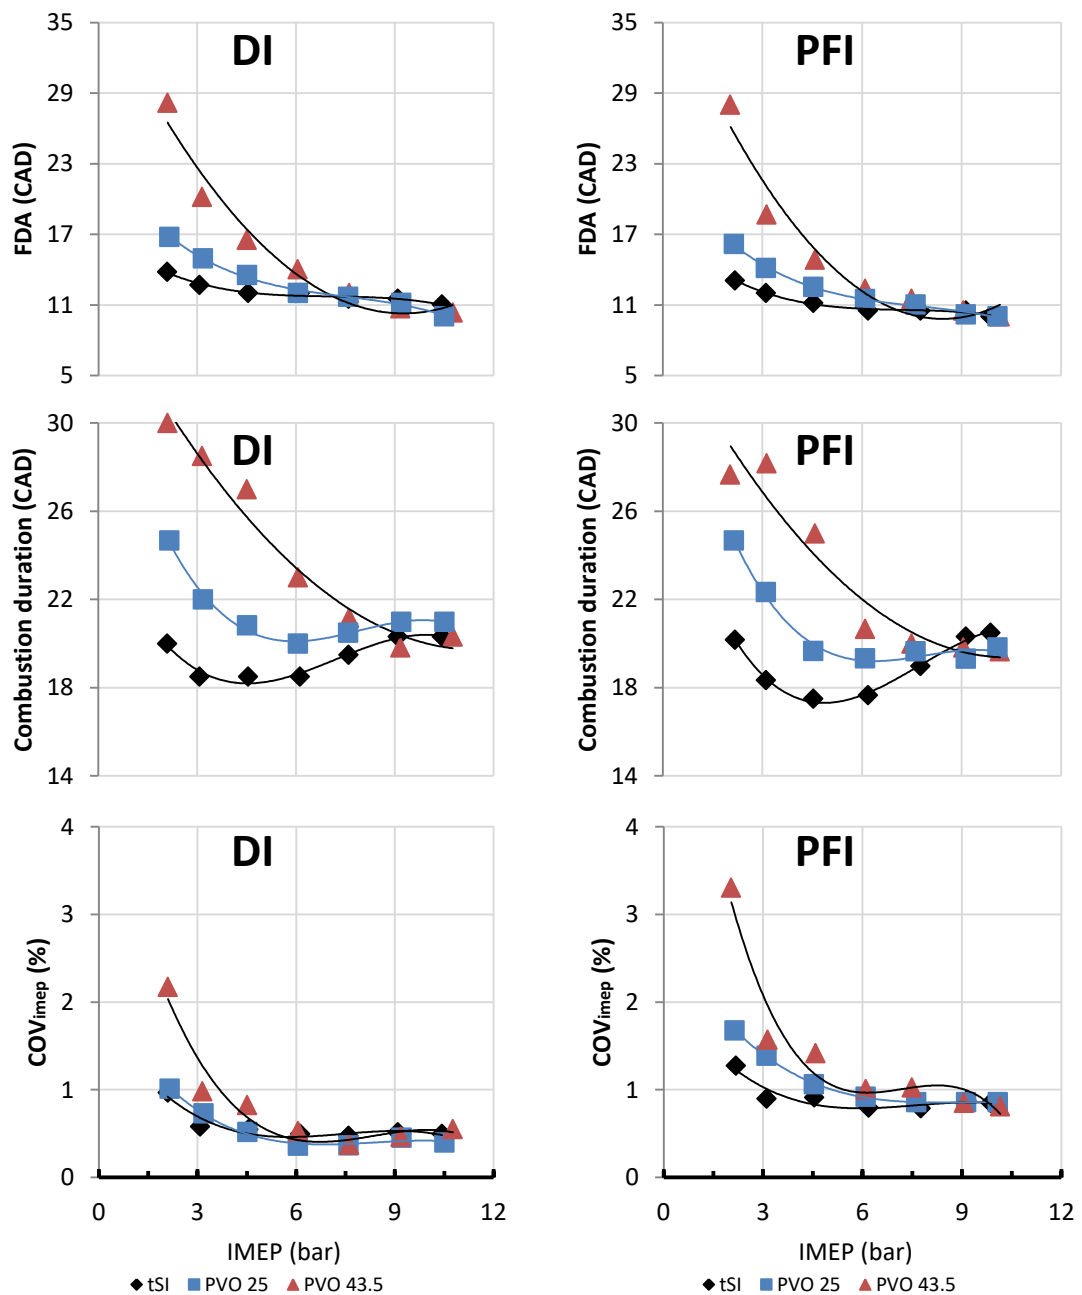 DI
FDA (CAD)
35
29
23
17
11
5
PFI
FDA (CAD)
35
29
23
17
11
5
DI
Combustion duration (CAD)
30
26
22
18
14
PFI
Combustion duration (CAD)
30
26
22
18
14
DI
COVimep (%)
4
3
2
1
0
0 3 6 9 12
IMEP (bar)
tSI PVO 25 PVO 43.5
PFI
COVimep (%)
4
3
2
1
0
0 3 6 9 12
IMEP (bar)
tSI PVO 25 PVO 43.5